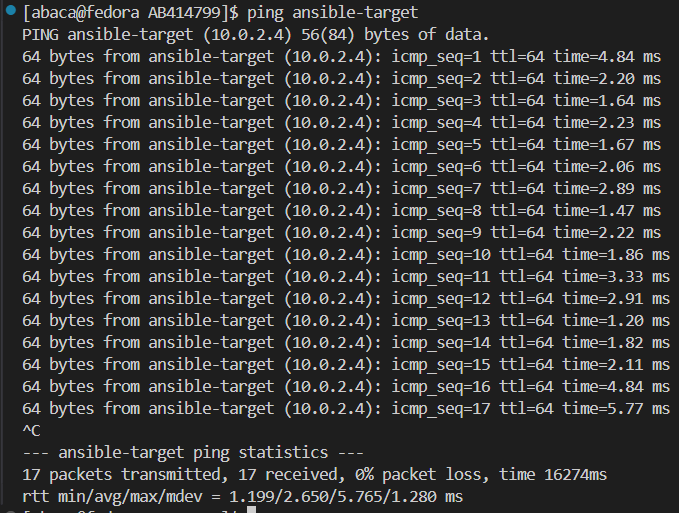 [abaca@fedora AB414799]$ ping ansible-target
PING ansible-target (10.0.2.4) 56(84) bytes of data.
64 bytes from ansible-target (10.0.2.4): icmp_seq=1 ttl=64 time=4.84 ms
64 bytes from ansible-target (10.0.2.4): icmp_seq=2 ttl=64 time=2.20 ms
64 bytes from ansible-target (10.0.2.4): icmp_seq=3 ttl=64 time=1.64 ms
64 bytes from ansible-target (10.0.2.4): icmp_seq=4 ttl=64 time=2.23 ms
64 bytes from ansible-target (10.0.2.4): icmp_seq=5 ttl=64 time=1.67 ms
64 bytes from ansible-target (10.0.2.4): icmp_seq=6 ttl=64 time=2.06 ms
64 bytes from ansible-target (10.0.2.4): icmp_seq=7 ttl=64 time=2.89 ms
64 bytes from ansible-target (10.0.2.4): icmp_seq=8 ttl=64 time=1.47 ms
64 bytes from ansible-target (10.0.2.4): icmp_seq=9 ttl=64 time=2.22 ms
64 bytes from ansible-target (10.0.2.4): icmp_seq=10 ttl=64 time=1.86 ms
64 bytes from ansible-target (10.0.2.4): icmp_seq=11 ttl=64 time=3.33 ms
64 bytes from ansible-target (10.0.2.4): icmp_seq=12 ttl=64 time=2.91 ms
64 bytes from ansible-target (10.0.2.4): icmp_seq=13 ttl=64 time=1.20 ms
64 bytes from ansible-target (10.0.2.4): icmp_seq=14 ttl=64 time=1.82 ms
64 bytes from ansible-target (10.0.2.4): icmp_seq=15 ttl=64 time=2.11 ms
64 bytes from ansible-target (10.0.2.4): icmp_seq=16 ttl=64 time=4.84 ms
64 bytes from ansible-target (10.0.2.4): icmp_seq=17 ttl=64 time=5.77 ms
^C
--- ansible-target ping statistics ---
17 packets transmitted, 17 received, 0% packet loss, time 16274ms
rtt min/avg/max/mdev = 1.199/2.650/5.765/1.280 ms